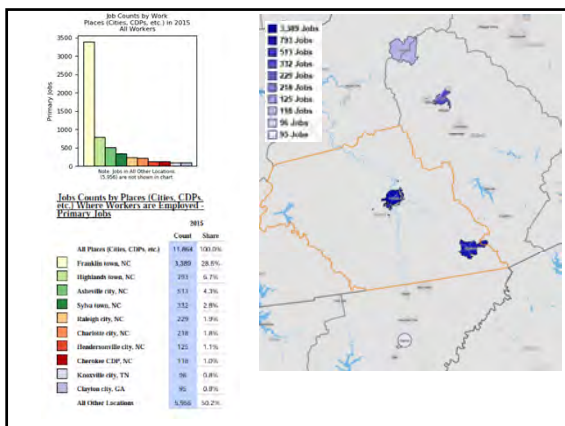 Job Counts by Work
Places (Cities, CDPs, etc.) in 2015
All Workers
3500
3000
2500
2000
1500
1000
500
0
Primary Jobs
Note: Jobs in All Other Locations
(5,956) are not shown in chart
Jobs Counts by Places (Cities, CDPs,
etc.) Where Workers are Employed -
Primary Jobs
2015
Count Share
All Places (Cities, CDPs, etc.) 11,864 100.0%
Franklin town, NC 3,389 28.6%
Highlands town, NC 793 6.7%
Asheville city, NC 513 4.3%
Sylva town, NC 332 2.8%
Raleigh city, NC 229 1.9%
Charlotte city, NC 218 1.8%
Hendersonville city, NC 125 1.1%
Cherokee CDP, NC 118 1.0%
Knoxville city, TN 96 0.8%
Clayton city, GA 95 0.8%
All Other Locations 5,956 50.2%
3,389 Jobs
793 Jobs
513 Jobs
332 Jobs
229 Jobs
218 Jobs
125 Jobs
118 Jobs
96 Jobs
95 Jobs